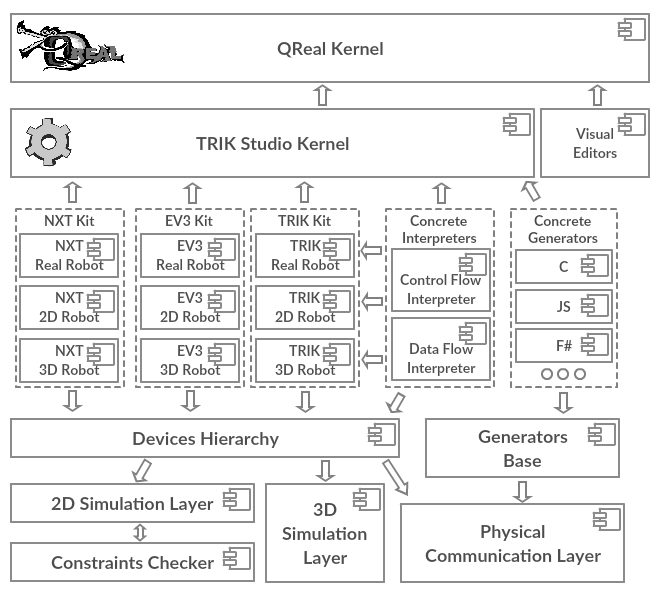 QREAL
QReal Kernel
TRIK Studio Kernel
Visual
Editors
NXT Kit
NXT
Real Robot
NXT
2D Robot
NXT
3D Robot
EV3 Kit
EV3
Real Robot
EV3
2D Robot
EV3
3D Robot
TRIK Kit
TRIK
Real Robot
TRIK
2D Robot
TRIK
3D Robot
Concrete
Interpreters
Control Flow
Interpreter
Data Flow
Interpreter
Concrete
Generators
C
JS
F#
Devices Hierarchy
Generators
Base
2D Simulation Layer
3D
Simulation
Layer
Physical
Communication Layer
Constraints Checker